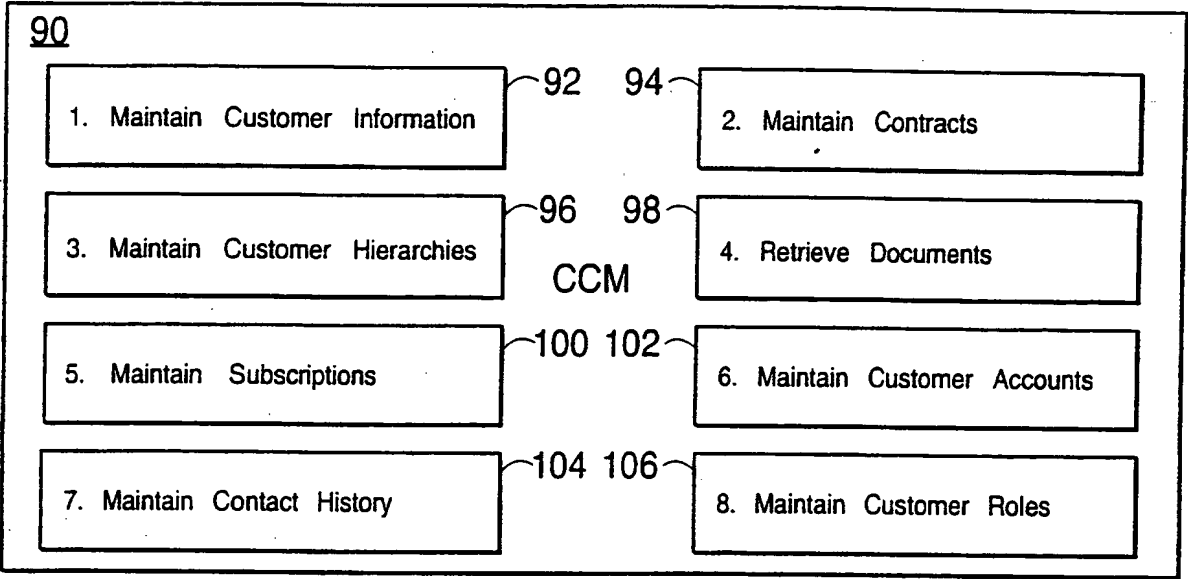 90
1. Maintain Customer Information
92
94
2. Maintain Contracts
3. Maintain Customer Hierarchies
96
98
4. Retrieve Documents
CCM
5. Maintain Subscriptions
100
102
6. Maintain Customer Accounts
7. Maintain Contact History
104
106
8. Maintain Customer Roles